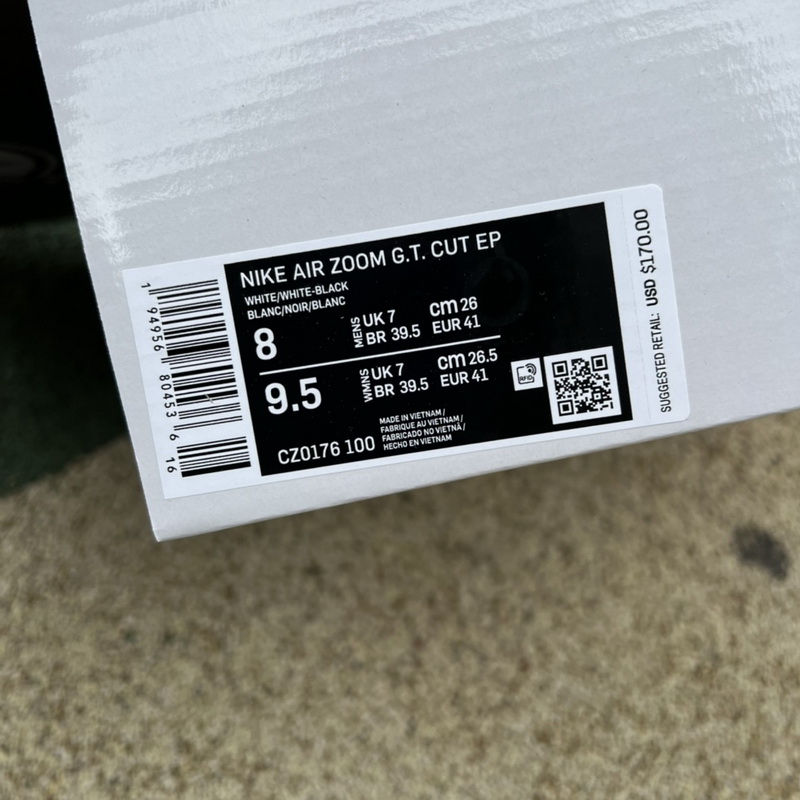 NIKE AIR ZOOM G.T. CUT EP
WHITE/WHITE-BLACK
BLANC/NOIR/BLANC
8
MENS
UK 7
BR 39.5
cm 26
EUR 41
9.5
WMNS
UK 7
BR 39.5
cm 26.5
EUR 41
RFID
CZ0176 100
MADE IN VIETNAM /
FABRIQUE AU VIETNAM /
FABRICADO NO VIETNÃ /
HECHO EN VIETNAM
1 94956 80453 6 16
SUGGESTED RETAIL: USD $170.00